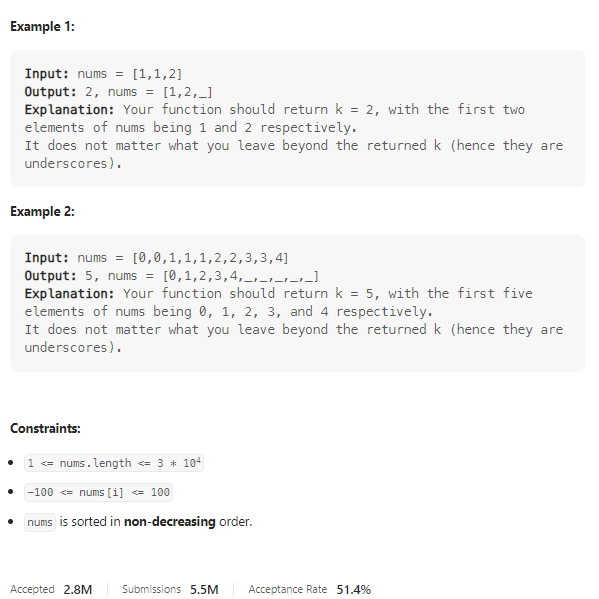 Example 1:
Input: nums = [1,1,2]
Output: 2, nums = [1,2,_]
Explanation: Your function should return k = 2, with the first two
elements of nums being 1 and 2 respectively.
It does not matter what you leave beyond the returned k (hence they are
underscores).
Example 2:
Input: nums = [0,0,1,1,1,2,2,3,3,4]
Output: 5, nums = [0,1,2,3,4,_,_,_,_,_]
Explanation: Your function should return k = 5, with the first five
elements of nums being 0, 1, 2, 3, and 4 respectively.
It does not matter what you leave beyond the returned k (hence they are
underscores).
Constraints:
• 1 <= nums.length <= 3 * 10⁴
• -100 <= nums[i] <= 100
• nums is sorted in non-decreasing order.
Accepted 2.8M Submissions 5.5M Acceptance Rate 51.4%